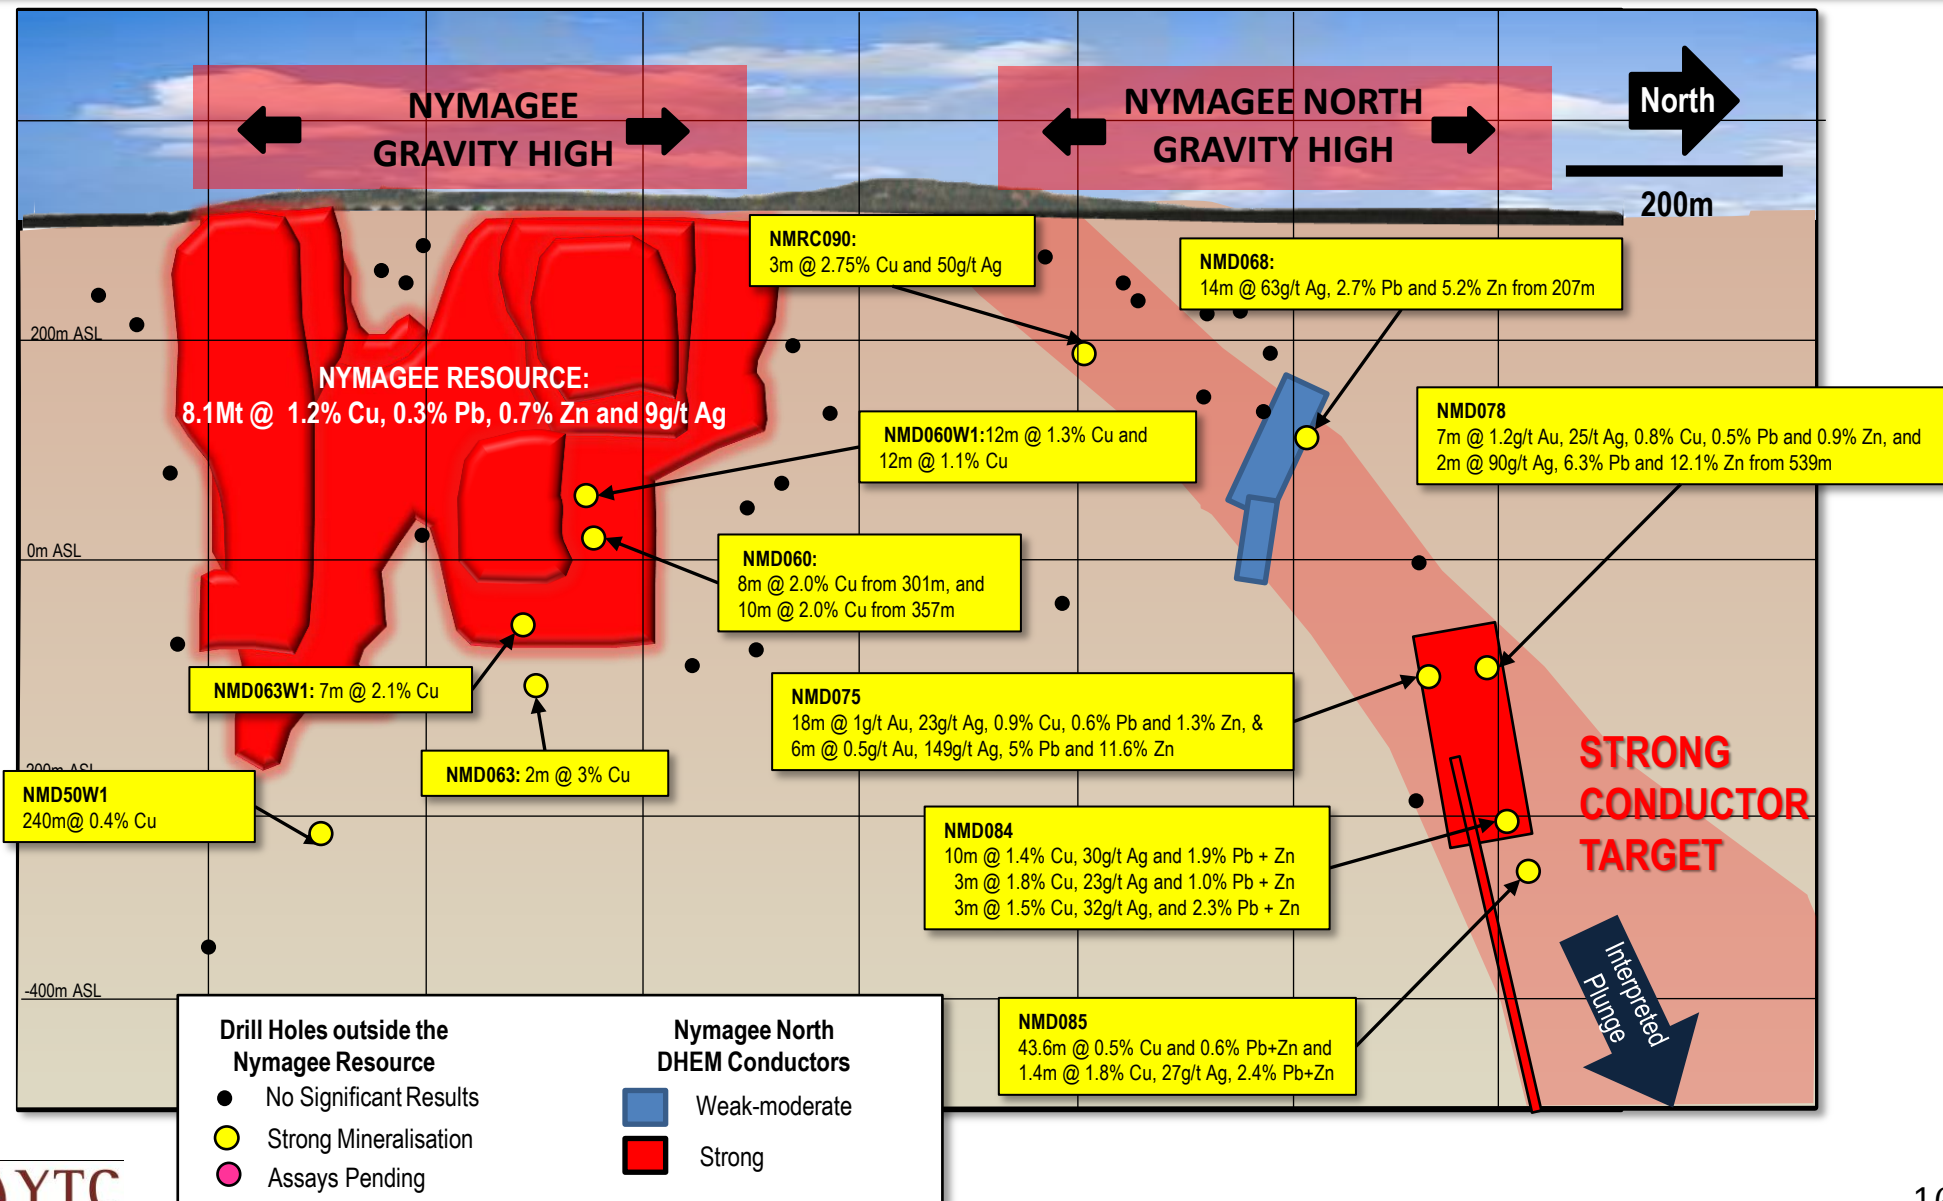 NYMAGEE
GRAVITY HIGH
NYMAGEE NORTH
GRAVITY HIGH
North
200m
NMRC090:
3m @ 2.75% Cu and 50g/t Ag
NMD068:
14m @ 63g/t Ag, 2.7% Pb and 5.2% Zn from 207m
200m ASL
NYMAGEE RESOURCE:
8.1Mt @ 1.2% Cu, 0.3% Pb, 0.7% Zn and 9g/t Ag
NMD078
7m @ 1.2g/t Au, 25/t Ag, 0.8% Cu, 0.5% Pb and 0.9% Zn, and
2m @ 90g/t Ag, 6.3% Pb and 12.1% Zn from 539m
NMD060W1:12m @ 1.3% Cu and
12m @ 1.1% Cu
0m ASL
NMD060:
8m @ 2.0% Cu from 301m, and
10m @ 2.0% Cu from 357m
NMD063W1: 7m @ 2.1% Cu
NMD075
18m @ 1g/t Au, 23g/t Ag, 0.9% Cu, 0.6% Pb and 1.3% Zn, &
6m @ 0.5g/t Au, 149g/t Ag, 5% Pb and 11.6% Zn
STRONG
CONDUCTOR
TARGET
NMD063: 2m @ 3% Cu
200m ASL
NMD50W1
240m@ 0.4% Cu
NMD084
10m @ 1.4% Cu, 30g/t Ag and 1.9% Pb + Zn
3m @ 1.8% Cu, 23g/t Ag and 1.0% Pb + Zn
3m @ 1.5% Cu, 32g/t Ag, and 2.3% Pb + Zn
Interpreted
Plunge
-400m ASL
NMD085
43.6m @ 0.5% Cu and 0.6% Pb+Zn and
1.4m @ 1.8% Cu, 27g/t Ag, 2.4% Pb+Zn
Drill Holes outside the
Nymagee Resource
No Significant Results
Strong Mineralisation
Assays Pending
Nymagee North
DHEM Conductors
Weak-moderate
Strong
YTC